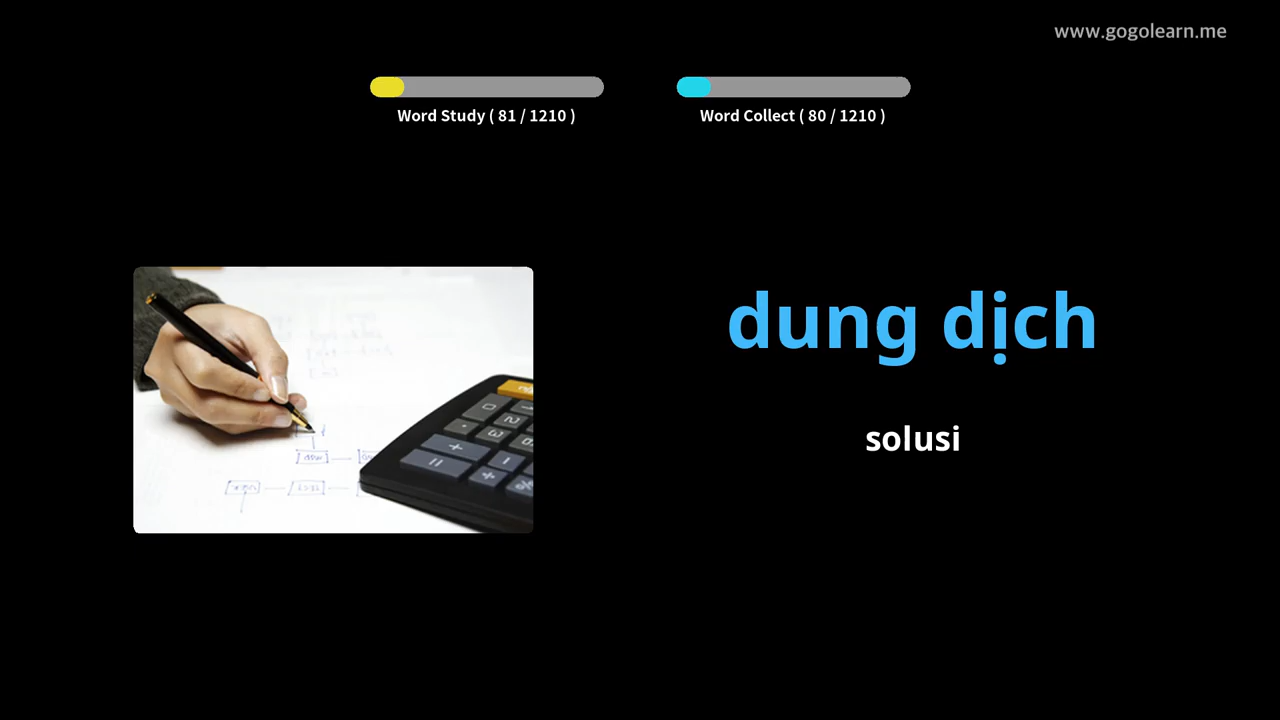 www.gogolearn.me
Word Study ( 81 / 1210 )
Word Collect ( 80 / 1210 )
dung dịch
solusi